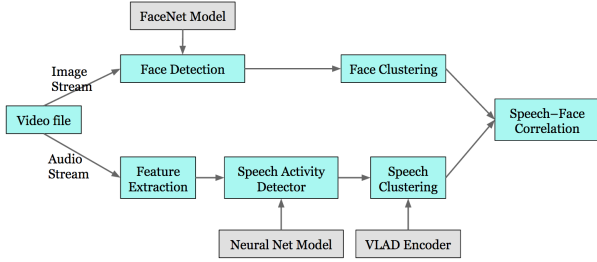 FaceNet Model
Image
Stream
Face Detection
Face Clustering
Video file
Speech–Face
Correlation
Audio
Stream
Feature
Extraction
Speech Activity
Detector
Speech
Clustering
Neural Net Model
VLAD Encoder